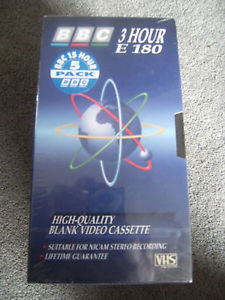 BBC
3 HOUR
E 180
BBC 15 HOUR
5
PACK
BBC
HIGH-QUALITY
BLANK VIDEO CASSETTE
• SUITABLE FOR NICAM STEREO RECORDING
• LIFETIME GUARANTEE
VHS